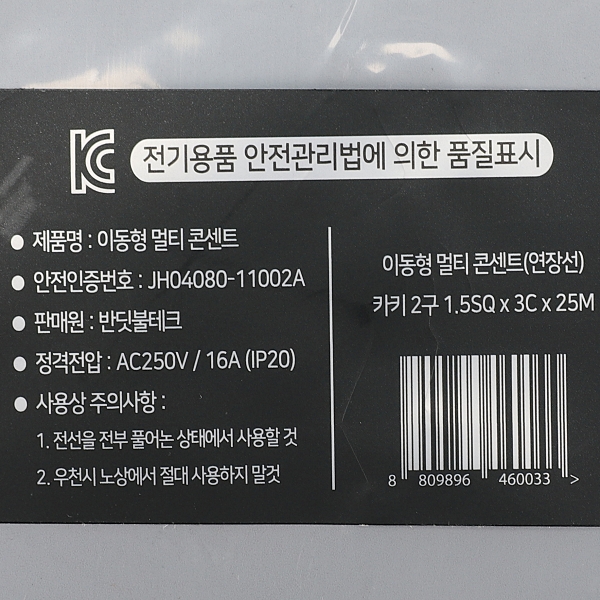 KC 전기용품 안전관리법에 의한 품질표시
● 제품명 : 이동형 멀티 콘센트
● 안전인증번호 : JH04080-11002A
● 판매원 : 반딧불테크
● 정격전압 : AC250V / 16A (IP20)
● 사용상 주의사항 :
1. 전선을 전부 풀어논 상태에서 사용할 것
2. 우천시 노상에서 절대 사용하지 말것
이동형 멀티 콘센트(연장선)
카키 2구 1.5SQ x 3C x 25M
8 809896 460033 >